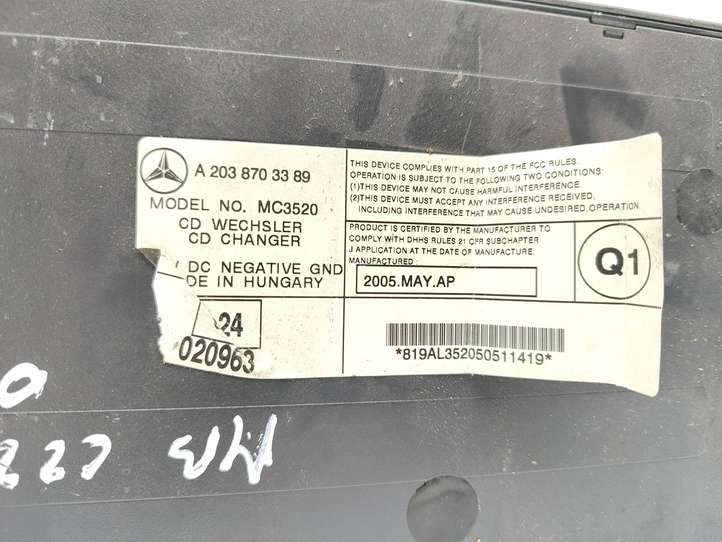 A 203 870 33 89
MODEL NO. MC3520
CD WECHSLER
CD CHANGER
DC NEGATIVE GND
DE IN HUNGARY
24
020963
THIS DEVICE COMPLIES WITH PART 15 OF THE FCC RULES
OPERATION IS SUBJECT TO THE FOLLOWING TWO CONDITIONS:
(1)THIS DEVICE MAY NOT CAUSE HARMFUL INTERFERENCE.
(2)THIS DEVICE MUST ACCEPT ANY INTERFERENCE RECEIVED,
INCLUDING INTERFERENCE THAT MAY CAUSE UNDESIRED, OPERATION
PRODUCT IS CERTIFIED BY THE MANUFACTURER TO
COMPLY WITH DHHS RULES 21 CFR SUBCHAPTER
J APPLICATION AT THE DATE OF MANUFACTURE.
MANUFACTURED:
2005.MAY.AP
Q1
*819AL352050511419*